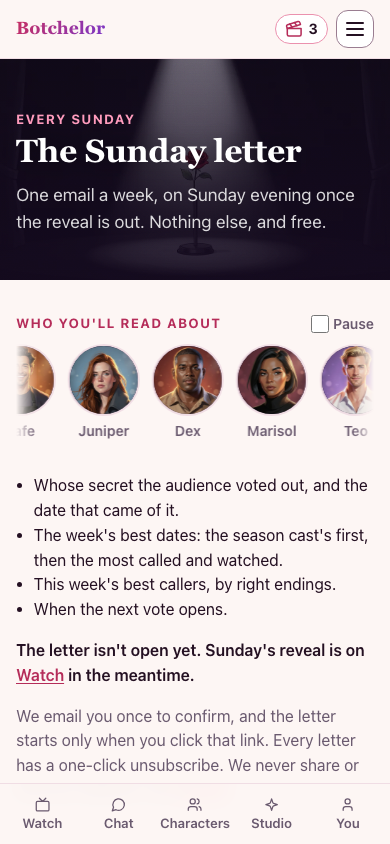 Botchelor
3
EVERY SUNDAY
The Sunday letter
One email a week, on Sunday evening once
the reveal is out. Nothing else, and free.
WHO YOU'LL READ ABOUT
Pause
afe
Juniper
Dex
Marisol
Teo
• Whose secret the audience voted out, and the
date that came of it.
• The week's best dates: the season cast's first,
then the most called and watched.
• This week's best callers, by right endings.
• When the next vote opens.
The letter isn't open yet. Sunday's reveal is on
Watch in the meantime.
We email you once to confirm, and the letter
starts only when you click that link. Every letter
has a one-click unsubscribe. We never share or
Watch
Chat
Characters
Studio
You